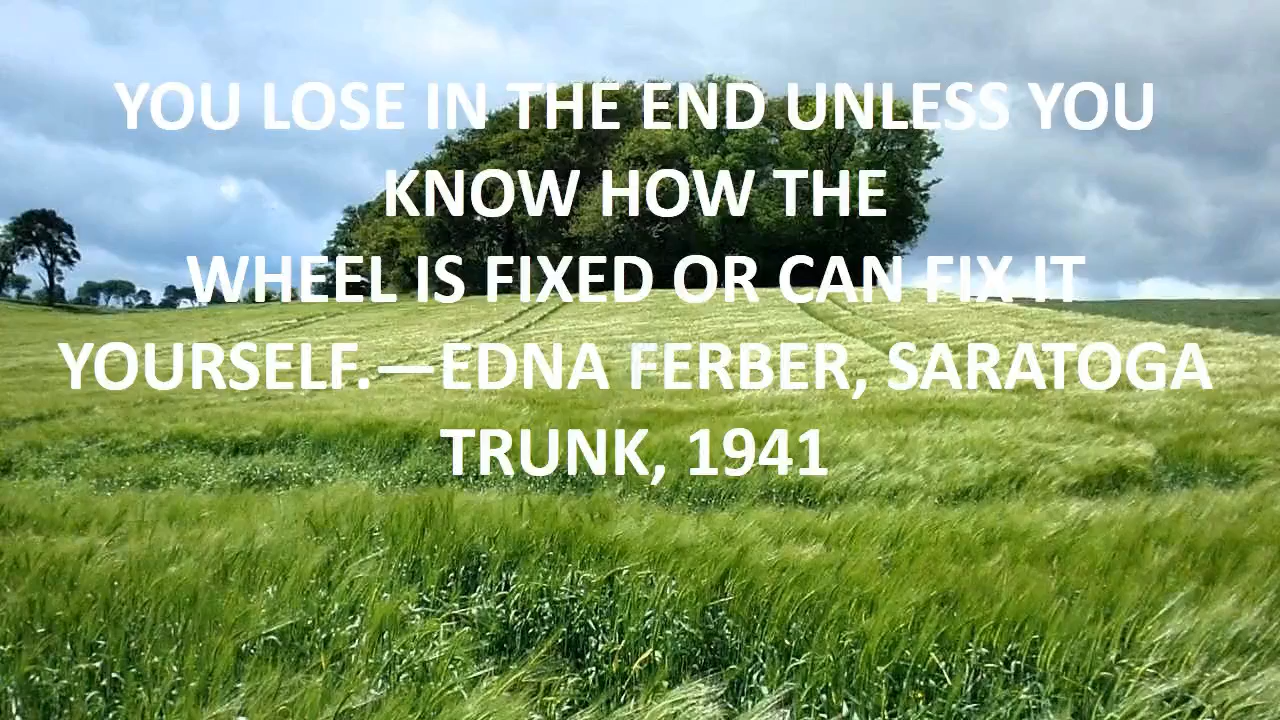 YOU LOSE IN THE END UNLESS YOU
KNOW HOW THE
WHEEL IS FIXED OR CAN FIX IT
YOURSELF.—EDNA FERBER, SARATOGA
TRUNK, 1941